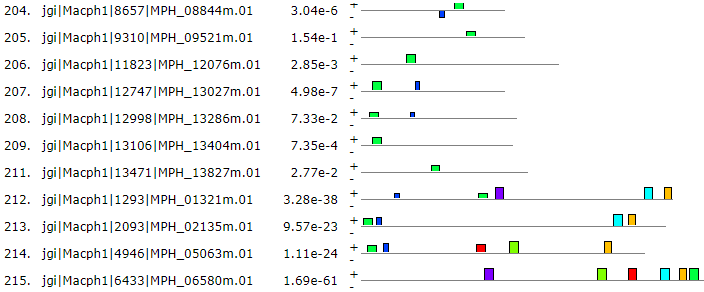 204. jgi|Macph1|8657|MPH_08844m.01 3.04e-6 + -
205. jgi|Macph1|9310|MPH_09521m.01 1.54e-1 + -
206. jgi|Macph1|11823|MPH_12076m.01 2.85e-3 + -
207. jgi|Macph1|12747|MPH_13027m.01 4.98e-7 + -
208. jgi|Macph1|12998|MPH_13286m.01 7.33e-2 + -
209. jgi|Macph1|13106|MPH_13404m.01 7.35e-4 + -
211. jgi|Macph1|13471|MPH_13827m.01 2.77e-2 + -
212. jgi|Macph1|1293|MPH_01321m.01 3.28e-38 + -
213. jgi|Macph1|2093|MPH_02135m.01 9.57e-23 + -
214. jgi|Macph1|4946|MPH_05063m.01 1.11e-24 + -
215. jgi|Macph1|6433|MPH_06580m.01 1.69e-61 + -